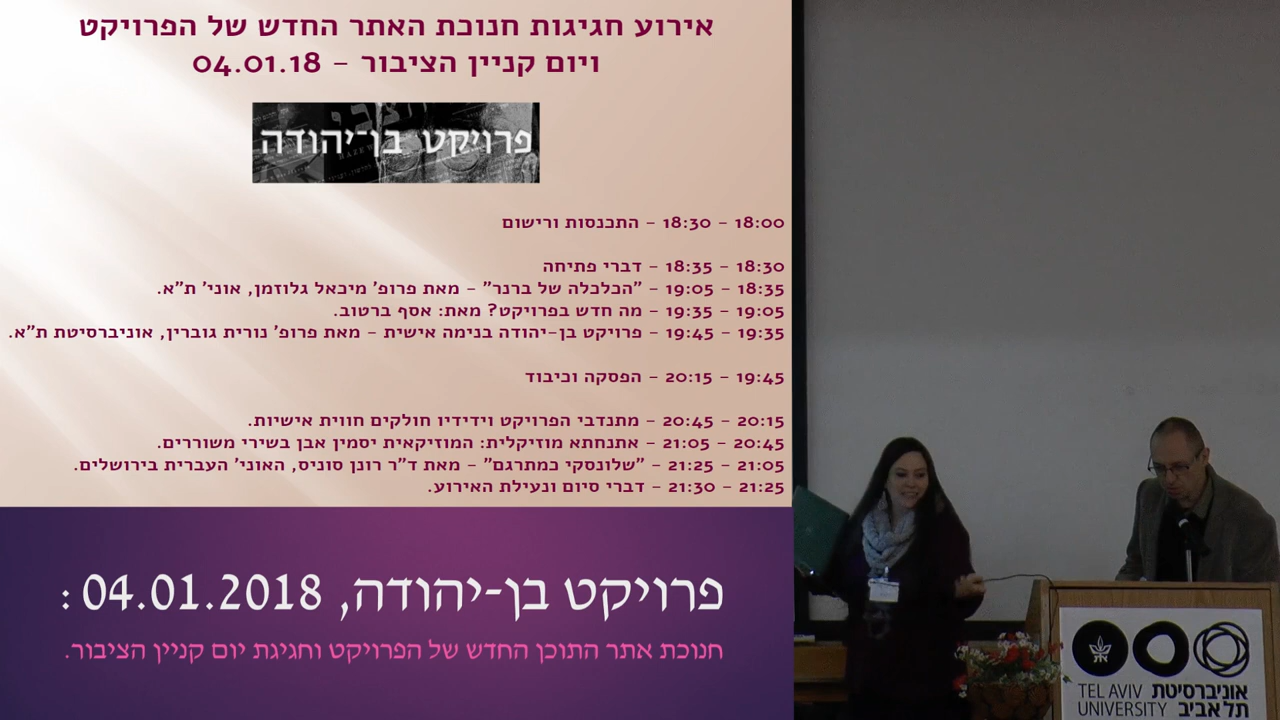 אירוע חגיגות חנוכת האתר החדש של הפרויקט
ויום קניין הציבור – 04.01.18
פרויקט בן־יהודה
18:00 – 18:30 – התכנסות ורישום
18:30 – 18:35 – דברי פתיחה
18:35 – 19:05 – "הכלכלה של ברנר" – מאת פרופ' מיכאל גלוזמן, אוני' ת"א.
19:05 – 19:35 – מה חדש בפרויקט? מאת: אסף ברטוב.
19:35 – 19:45 – פרויקט בן-יהודה בנימה אישית – מאת פרופ' נורית גוברין, אוניברסיטת ת"א.
19:45 – 20:15 – הפסקה וכיבוד
20:15 – 20:45 – מתנדבי הפרויקט וידידיו חולקים חווית אישיות.
20:45 – 21:05 – אתנחתא מוזיקלית: המוזיקאית יסמין אבן בשירי משוררים.
21:05 – 21:25 – "שלונסקי כמתרגם" – מאת ד"ר רונן סוניס, האוני' העברית בירושלים.
21:25 – 21:30 – דברי סיום ונעילת האירוע.
פרויקט בן-יהודה, 04.01.2018 :
חנוכת אתר התוכן החדש של הפרויקט וחגיגת יום קניין הציבור.
TEL AVIV אוניברסיטת
UNIVERSITY תל אביב